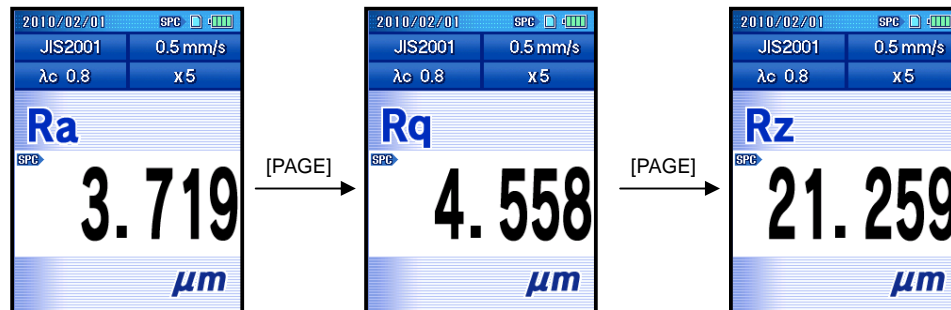 2010/02/01 SPC
JIS2001 0.5 mm/s
λc 0.8 x5
Ra
SPC
3.719
μm
[PAGE]
2010/02/01 SPC
JIS2001 0.5 mm/s
λc 0.8 x5
Rq
SPC
4.558
μm
[PAGE]
2010/02/01 SPC
JIS2001 0.5 mm/s
λc 0.8 x5
Rz
SPC
21.259
μm